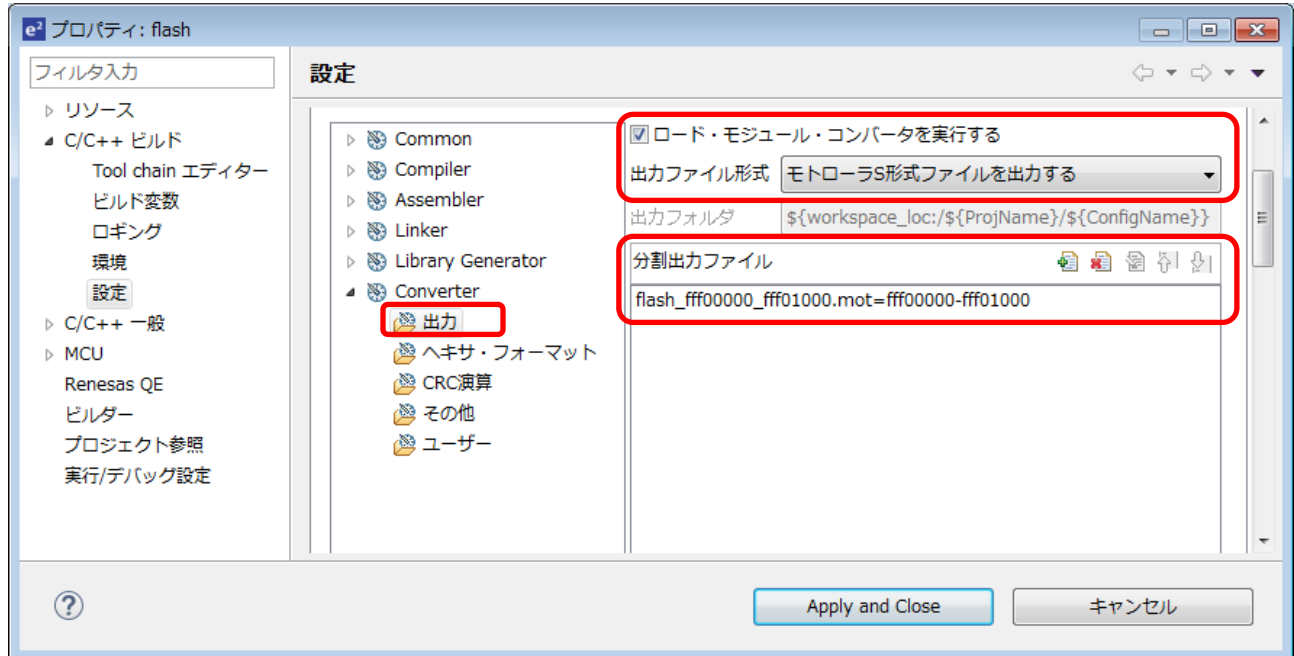 e² プロパティ: flash
フィルタ入力
リソース
C/C++ ビルド
Tool chain エディター
ビルド変数
ロギング
環境
設定
C/C++ 一般
MCU
Renesas QE
ビルダー
プロジェクト参照
実行/デバッグ設定
設定
Common
Compiler
Assembler
Linker
Library Generator
Converter
出力
ヘキサ・フォーマット
CRC演算
その他
ユーザー
ロード・モジュール・コンバータを実行する
出力ファイル形式 モトローラS形式ファイルを出力する
出力フォルダ ${workspace_loc:/${ProjName}/${ConfigName}}
分割出力ファイル
flash_fff00000_fff01000.mot=fff00000-fff01000
? Apply and Close キャンセル